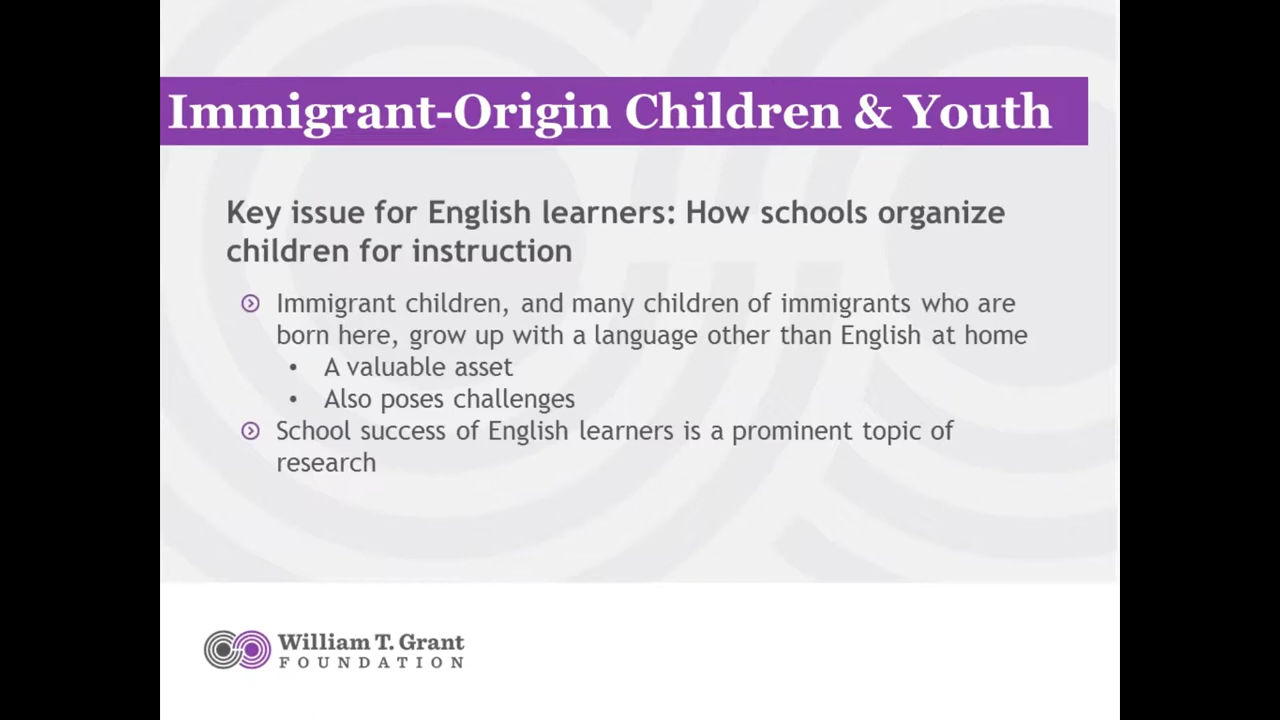 Immigrant-Origin Children & Youth
Key issue for English learners: How schools organize
children for instruction
Immigrant children, and many children of immigrants who are
born here, grow up with a language other than English at home
• A valuable asset
• Also poses challenges
School success of English learners is a prominent topic of
research
William T. Grant
FOUNDATION